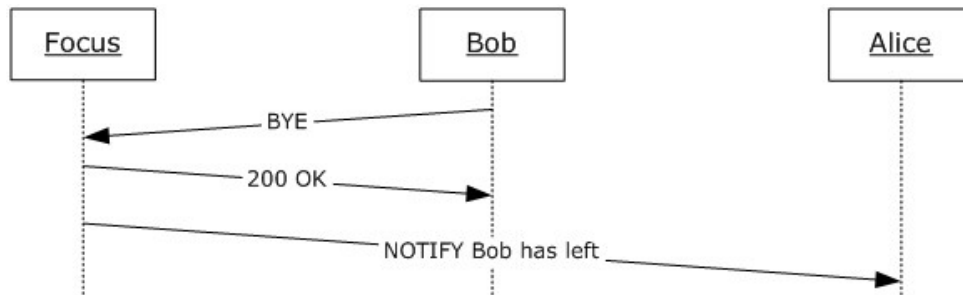 Focus
Bob
Alice
BYE
200 OK
NOTIFY Bob has left